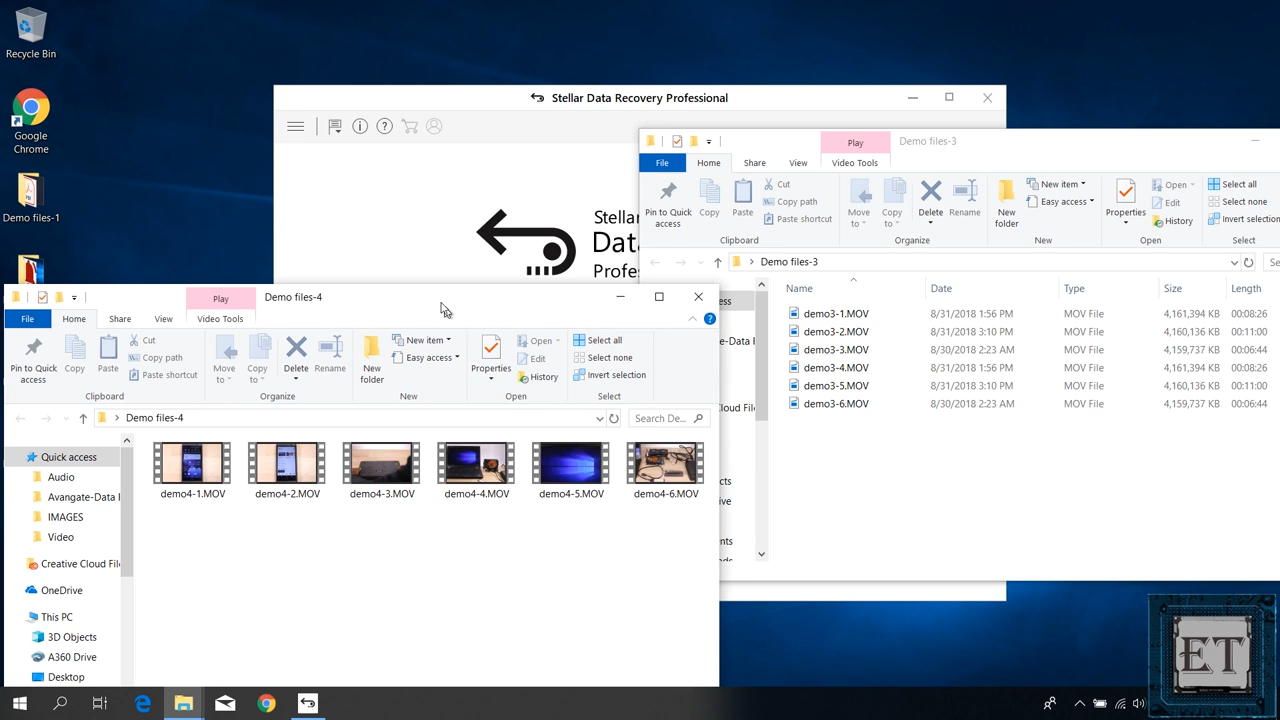 Recycle Bin
Google
Chrome
Demo files-1
Stellar Data Recovery Professional
Stellar
Data
Profes
Play
Demo files-3
File
Home
Share
View
Video Tools
Pin to Quick
access
Copy
Paste
Cut
Copy path
Paste shortcut
Move
to
Copy
to
Delete
Rename
New
folder
New item
Easy access
Properties
Open
Edit
History
Select all
Select none
Invert selection
Clipboard
Organize
New
Open
Select
Demo files-3
Se
Name
Date
Type
Size
Length
demo3-1.MOV 8/31/2018 1:56 PM MOV File 4,161,394 KB 00:08:26
demo3-2.MOV 8/31/2018 3:10 PM MOV File 4,160,136 KB 00:11:00
demo3-3.MOV 8/30/2018 2:23 AM MOV File 4,159,737 KB 00:06:44
demo3-4.MOV 8/31/2018 1:56 PM MOV File 4,161,394 KB 00:08:26
demo3-5.MOV 8/31/2018 3:10 PM MOV File 4,160,136 KB 00:11:00
demo3-6.MOV 8/30/2018 2:23 AM MOV File 4,159,737 KB 00:06:44
ess
gate-Data R
oud Files
cts
ive
ents
Play
Demo files-4
File
Home
Share
View
Video Tools
Pin to Quick
access
Copy
Paste
Cut
Copy path
Paste shortcut
Move
to
Copy
to
Delete
Rename
New
folder
New item
Easy access
Properties
Open
Edit
History
Select all
Select none
Invert selection
Clipboard
Organize
New
Open
Select
Demo files-4
Search De...
Quick access
Audio
Avangate-Data R
IMAGES
Video
Creative Cloud File
OneDrive
This PC
3D Objects
A360 Drive
Desktop
demo4-1.MOV
demo4-2.MOV
demo4-3.MOV
demo4-4.MOV
demo4-5.MOV
demo4-6.MOV
ET